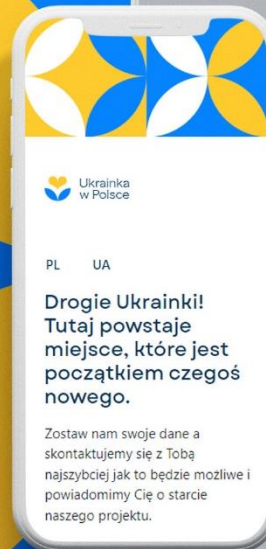 Ukrainka
w Polsce
PL UA
Drogie Ukrainki!
Tutaj powstaje
miejsce, które jest
początkiem czegoś
nowego.
Zostaw nam swoje dane a
skontaktujemy się z Tobą
najszybciej jak to będzie możliwe i
powiadomimy Cię o starcie
naszego projektu.